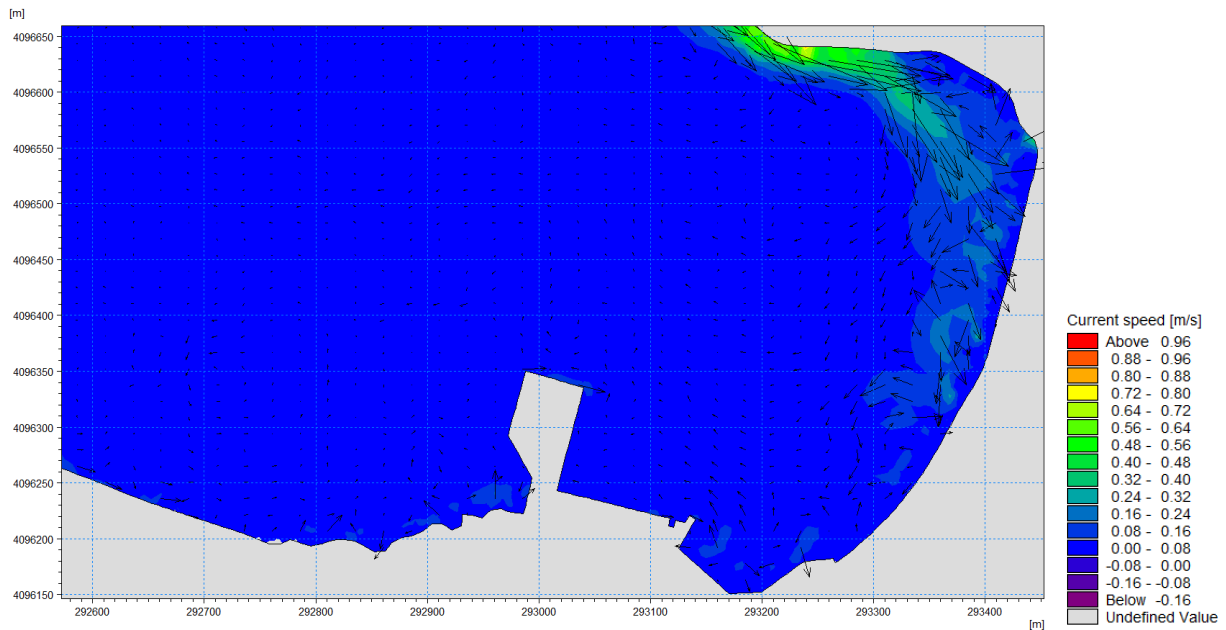 [m]
4096650
4096600
4096550
4096500
4096450
4096400
4096350
4096300
4096250
4096200
4096150
292600 292700 292800 292900 293000 293100 293200 293300 293400
[m]
Current speed [m/s]
Above 0.96
0.88 - 0.96
0.80 - 0.88
0.72 - 0.80
0.64 - 0.72
0.56 - 0.64
0.48 - 0.56
0.40 - 0.48
0.32 - 0.40
0.24 - 0.32
0.16 - 0.24
0.08 - 0.16
0.00 - 0.08
-0.08 - 0.00
-0.16 - -0.08
Below -0.16
Undefined Value